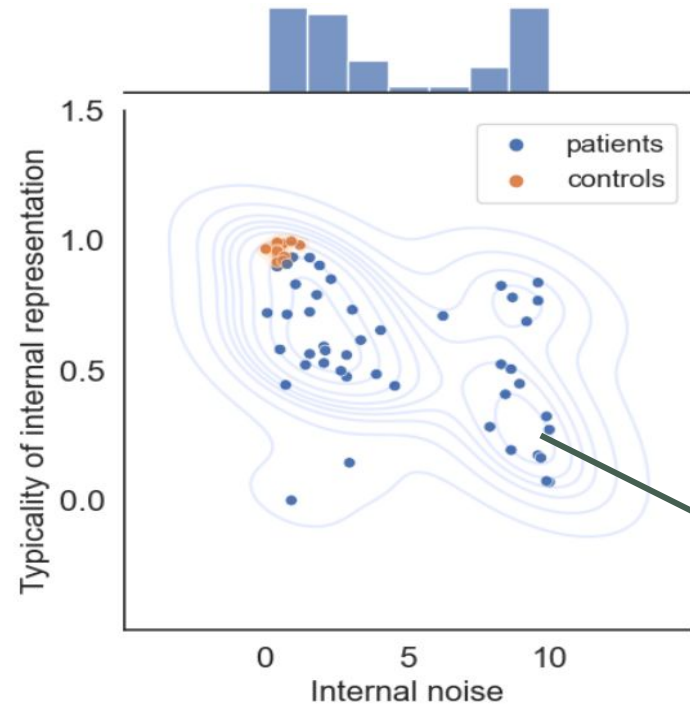 1.5
patients
controls
1.0
0.5
0.0
Typicality of internal representation
0
5
10
Internal noise